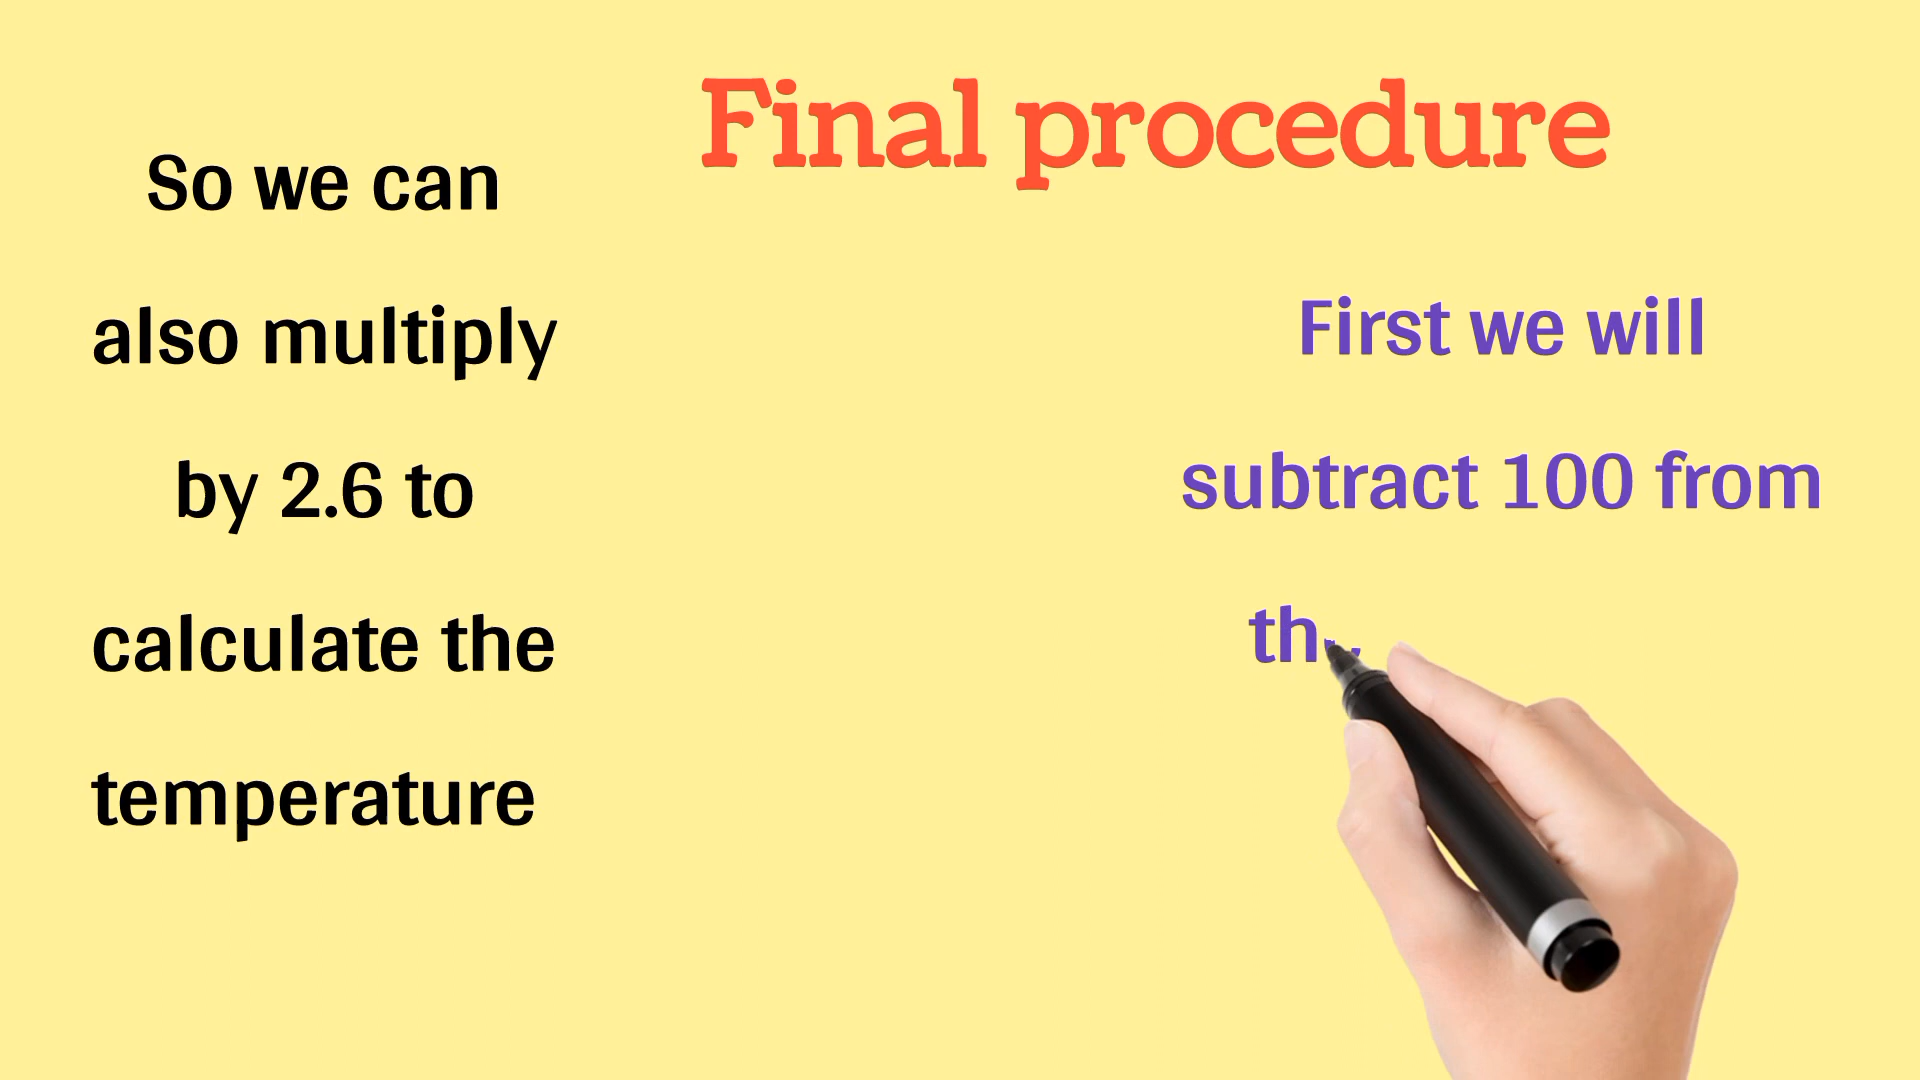 Final procedure
So we can
also multiply
by 2.6 to
calculate the
temperature
First we will
subtract 100 from